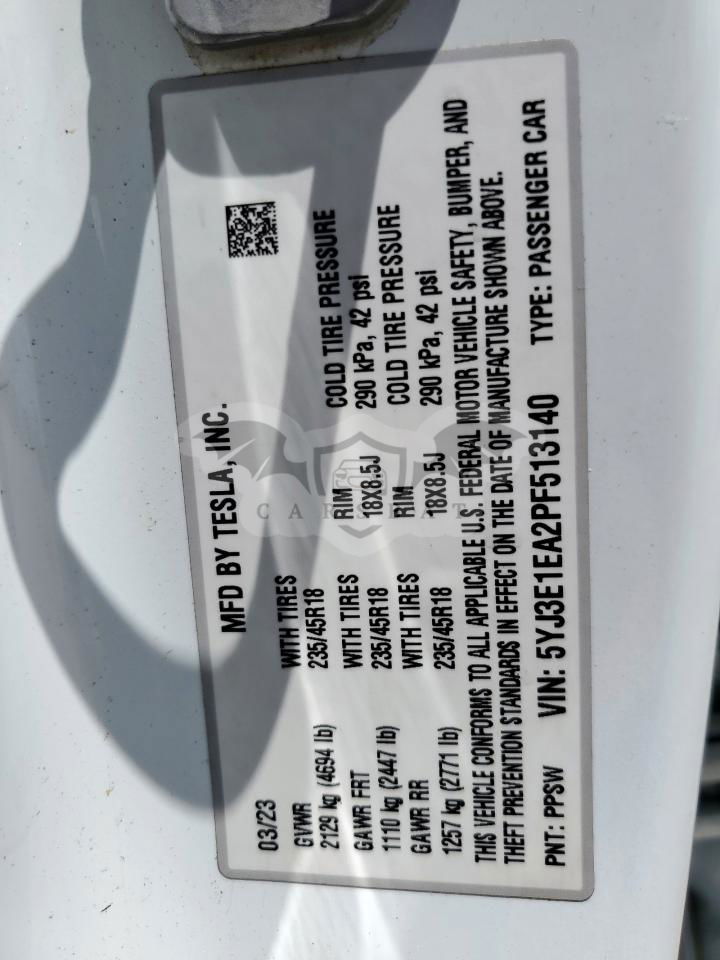 MFD BY TESLA, INC.
03/23
GVWR WITH TIRES RIM COLD TIRE PRESSURE
2129 kg (4694 lb) 235/45R18 18X8.5J 290 kPa, 42 psi
GAWR FRT WITH TIRES RIM COLD TIRE PRESSURE
1110 kg (2447 lb) 235/45R18 18X8.5J 290 kPa, 42 psi
GAWR RR WITH TIRES
1257 kg (2771 lb) 235/45R18
THIS VEHICLE CONFORMS TO ALL APPLICABLE U.S. FEDERAL MOTOR VEHICLE SAFETY, BUMPER, AND
THEFT PREVENTION STANDARDS IN EFFECT ON THE DATE OF MANUFACTURE SHOWN ABOVE.
PNT: PPSW VIN: 5YJ3E1EA2PF513140 TYPE: PASSENGER CAR